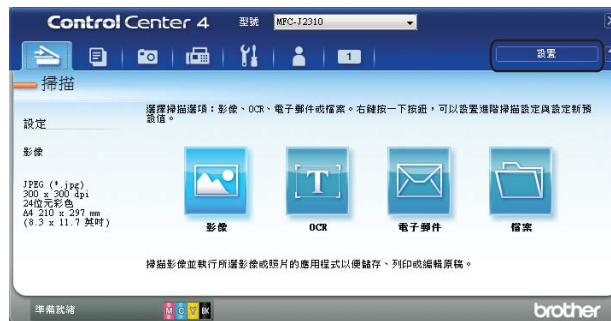 Control Center 4 型號 MFC-J2310
1 設置
掃描
選擇掃描選項：影像、OCR、電子郵件或檔案。右鍵按一下按鈕，可以設置進階掃描設定與設定新預
設值。
設定
影像
JPEG (*.jpg)
300 x 300 dpi
24位元彩色
A4 210 x 297 mm
(8.3 x 11.7 英吋)
T
影像 OCR 電子郵件 檔案
掃描影像並執行所選影像或照片的應用程式以便儲存、列印或編輯原稿。
準備就緒 M C Y BK brother